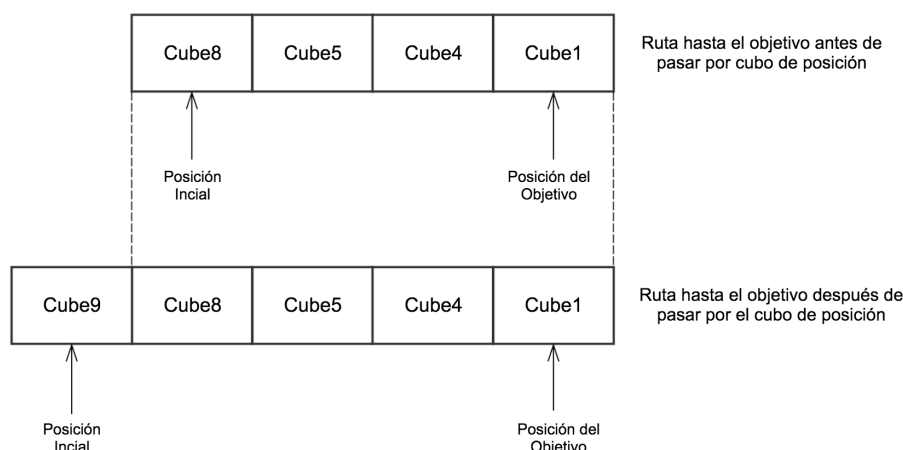 Cube8 Cube5 Cube4 Cube1
Ruta hasta el objetivo antes de
pasar por cubo de posición
Posición
Incial
Posición del
Objetivo
Cube9 Cube8 Cube5 Cube4 Cube1
Ruta hasta el objetivo después de
pasar por el cubo de posición
Posición
Incial
Posición del
Objetivo